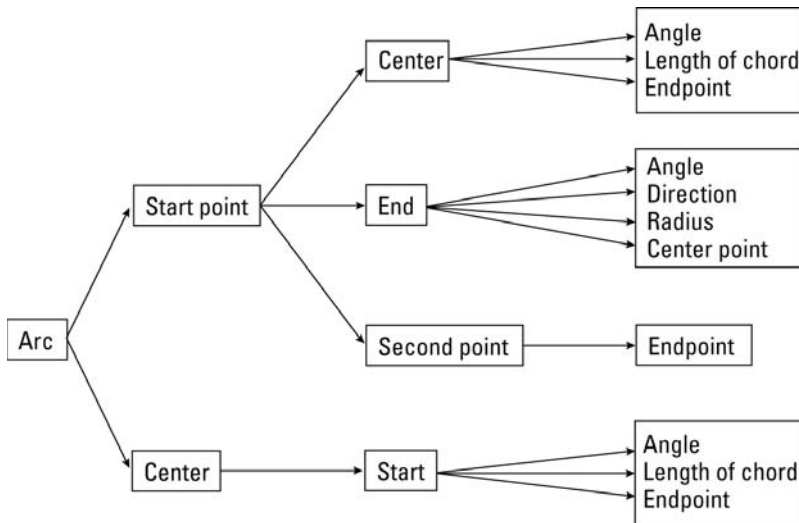 Center
Angle
Length of chord
Endpoint
Start point
End
Angle
Direction
Radius
Center point
Arc
Second point
Endpoint
Center
Start
Angle
Length of chord
Endpoint